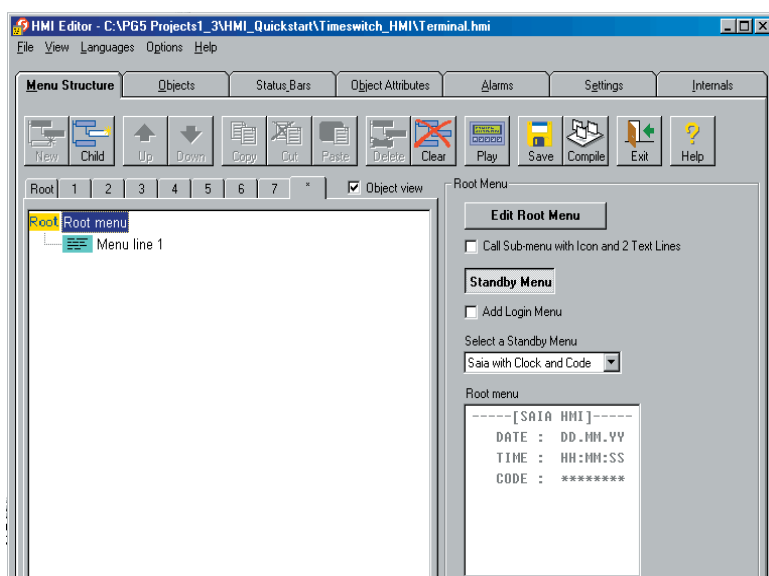 HMI Editor - C:\PG5 Projects1_3\HMI_Quickstart\Timeswitch_HMI\Terminal.hmi
File View Languages Options Help
Menu Structure Objects Status Bars Object Attributes Alarms Settings Internals
New Child Up Down Copy Cut Paste Delete Clear Play Save Compile Exit Help
Root 1 2 3 4 5 6 7 * Object view
Root Root menu
Menu line 1
Root Menu
Edit Root Menu
Call Sub-menu with Icon and 2 Text Lines
Standby Menu
Add Login Menu
Select a Standby Menu
Saia with Clock and Code
Root menu
-----[SAIA HMI]-----
DATE : DD.MM.YY
TIME : HH:MM:SS
CODE : ********